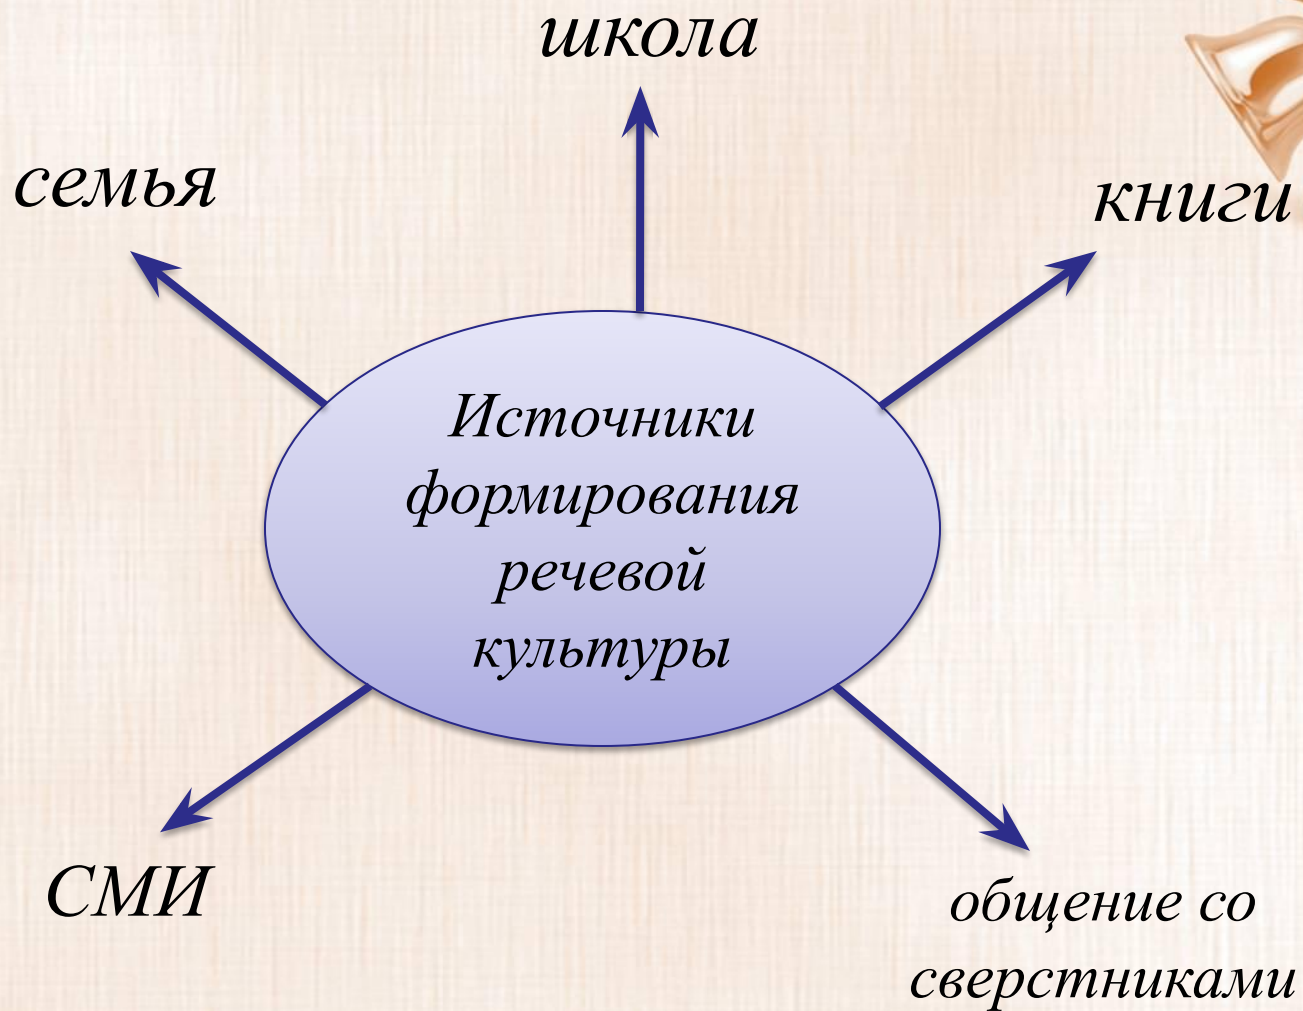 школа
семья
книги
Источники
формирования
речевой
культуры
СМИ
общение со
сверстниками